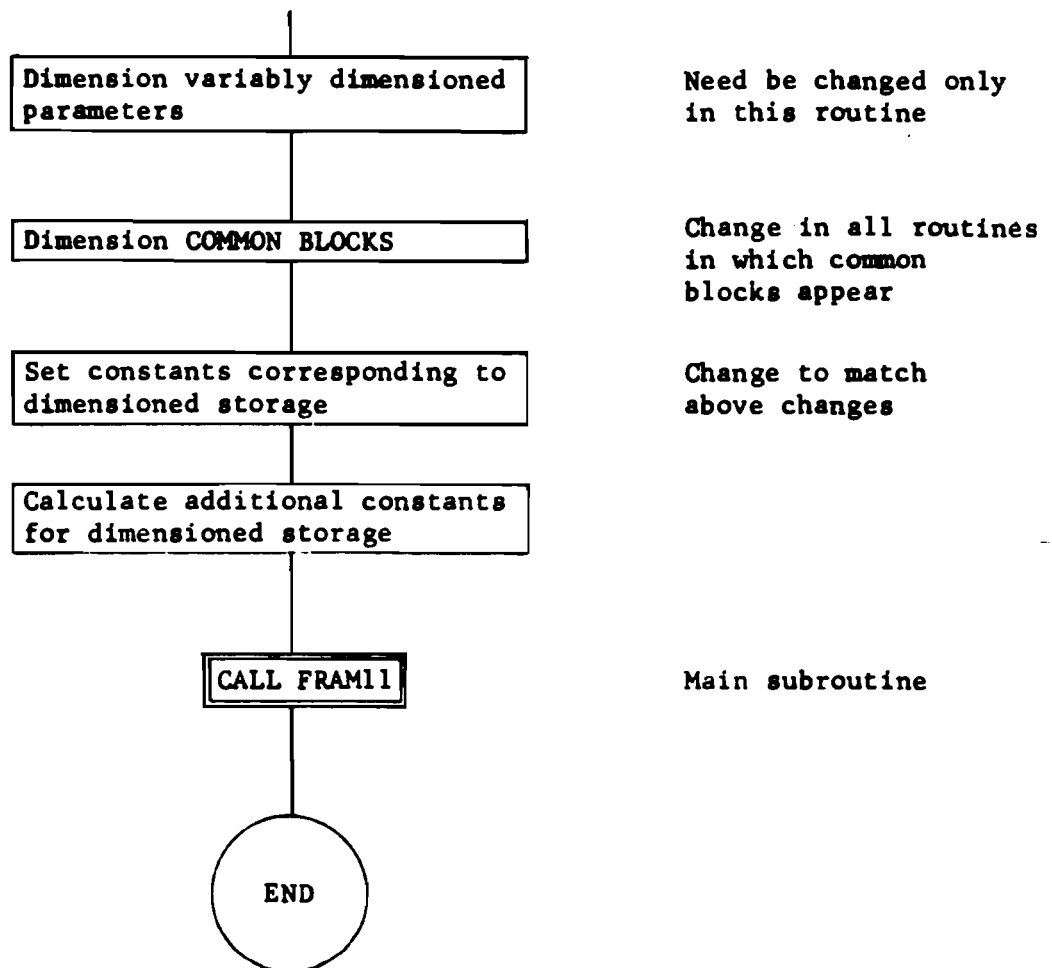 Dimension variably dimensioned
parameters
Need be changed only
in this routine
Dimension COMMON BLOCKS
Change in all routines
in which common
blocks appear
Set constants corresponding to
dimensioned storage
Change to match
above changes
Calculate additional constants
for dimensioned storage
CALL FRAM11
Main subroutine
END